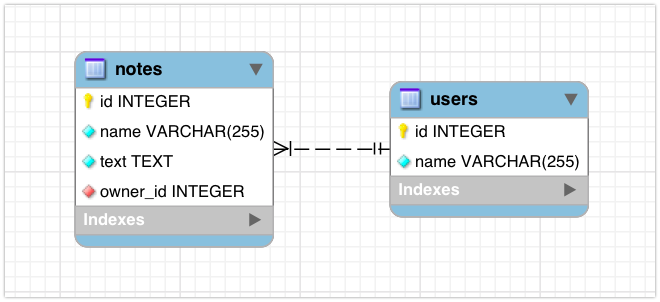 notes
id INTEGER
name VARCHAR(255)
text TEXT
owner_id INTEGER
Indexes
users
id INTEGER
name VARCHAR(255)
Indexes